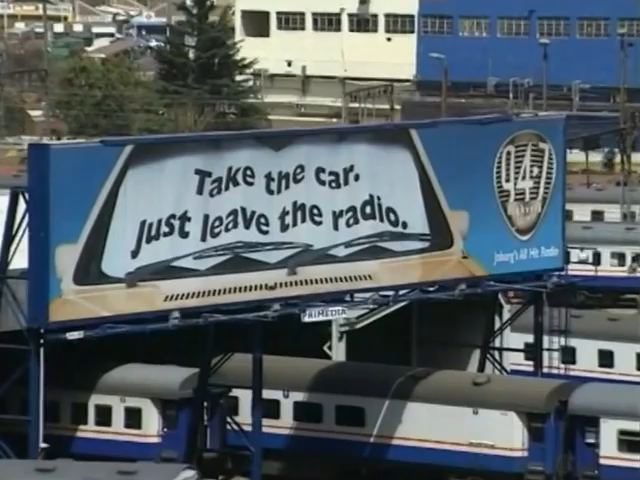 Take the car.
Just leave the radio.
94.7
Joburg's All Hit Radio
PRIMEDIA